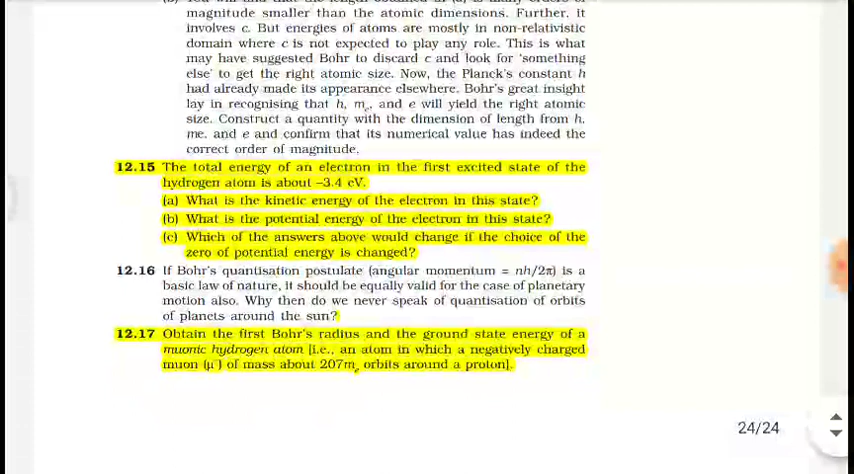 magnitude smaller than the atomic dimensions. Further, it
involves c. But energies of atoms are mostly in non-relativistic
domain where c is not expected to play any role. This is what
may have suggested Bohr to discard c and look for 'something
else' to get the right atomic size. Now, the Planck's constant h
had already made its appearance elsewhere. Bohr's great insight
lay in recognising that h, mₑ, and e will yield the right atomic
size. Construct a quantity with the dimension of length from h,
me, and e and confirm that its numerical value has indeed the
correct order of magnitude.
12.15 The total energy of an electron in the first excited state of the
hydrogen atom is about –3.4 eV.
(a) What is the kinetic energy of the electron in this state?
(b) What is the potential energy of the electron in this state?
(c) Which of the answers above would change if the choice of the
zero of potential energy is changed?
12.16 If Bohr's quantisation postulate (angular momentum = nh/2π) is a
basic law of nature, it should be equally valid for the case of planetary
motion also. Why then do we never speak of quantisation of orbits
of planets around the sun?
12.17 Obtain the first Bohr's radius and the ground state energy of a
muonic hydrogen atom [i.e., an atom in which a negatively charged
muon (μ⁻) of mass about 207mₑ orbits around a proton].
24/24